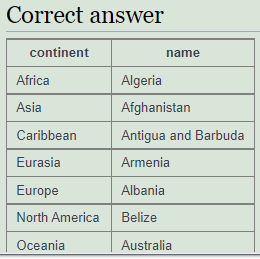 Correct answer
continent name
Africa Algeria
Asia Afghanistan
Caribbean Antigua and Barbuda
Eurasia Armenia
Europe Albania
North America Belize
Oceania Australia